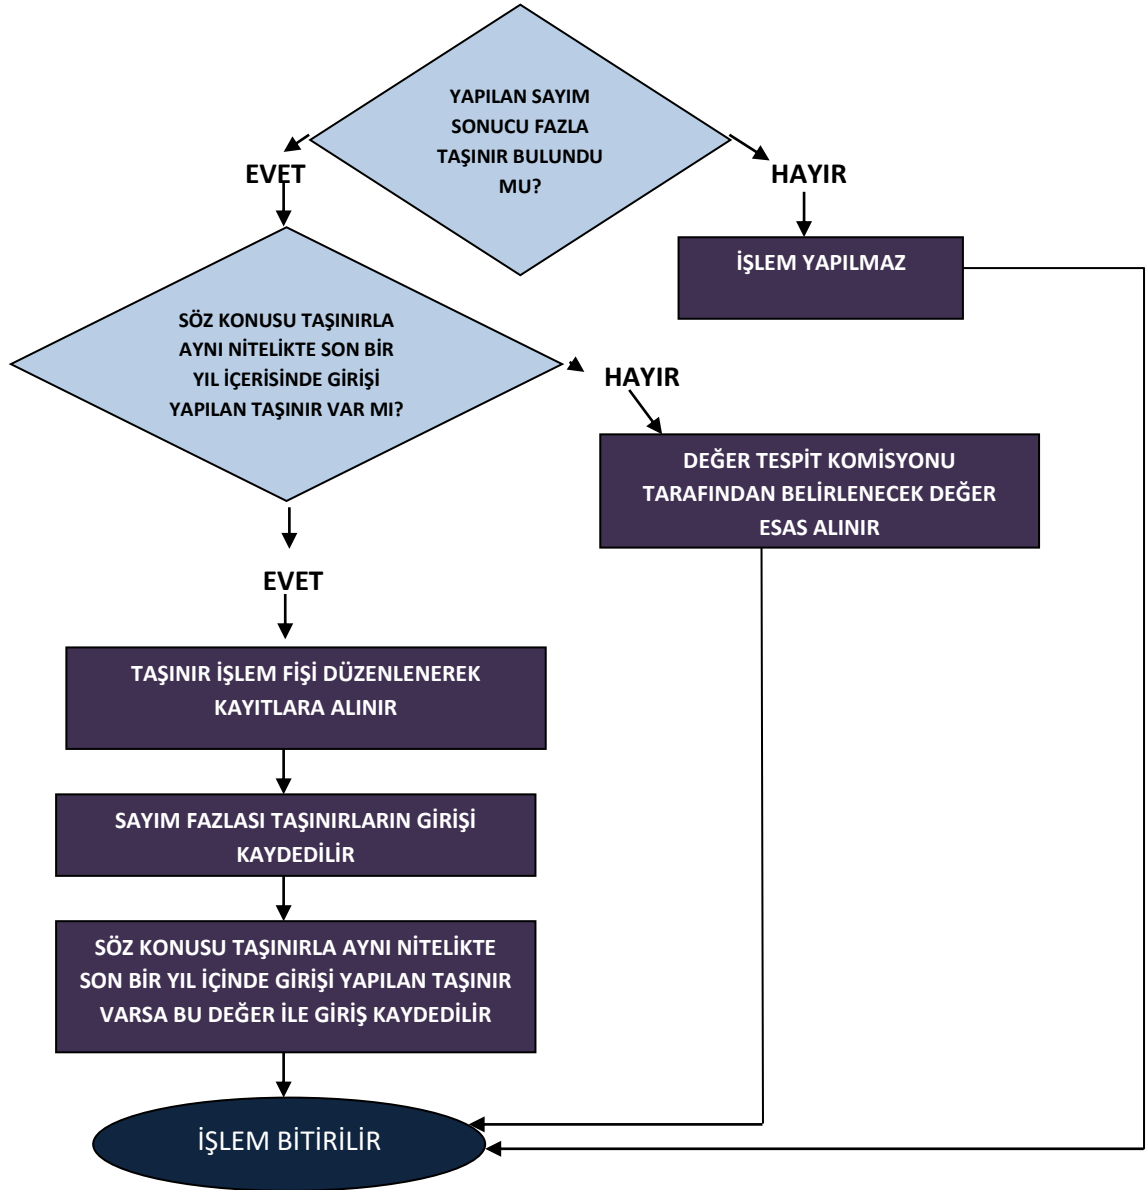 YAPILAN SAYIM
SONUCU FAZLA
TAŞINIR BULUNDU
MU?
EVET
HAYIR
İŞLEM YAPILMAZ
SÖZ KONUSU TAŞINIRLA
AYNI NİTELİKTE SON BİR
YIL İÇERİSİNDE GİRİŞİ
YAPILAN TAŞINIR VAR MI?
HAYIR
DEĞER TESPİT KOMİSYONU
TARAFINDAN BELİRLENECEK DEĞER
ESAS ALINIR
EVET
TAŞINIR İŞLEM FİŞİ DÜZENLENEREK
KAYITLARA ALINIR
SAYIM FAZLASI TAŞINIRLARIN GİRİŞİ
KAYDEDİLİR
SÖZ KONUSU TAŞINIRLA AYNI NİTELİKTE
SON BİR YIL İÇİNDE GİRİŞİ YAPILAN TAŞINIR
VARSA BU DEĞER İLE GİRİŞ KAYDEDİLİR
İŞLEM BİTİRİLİR